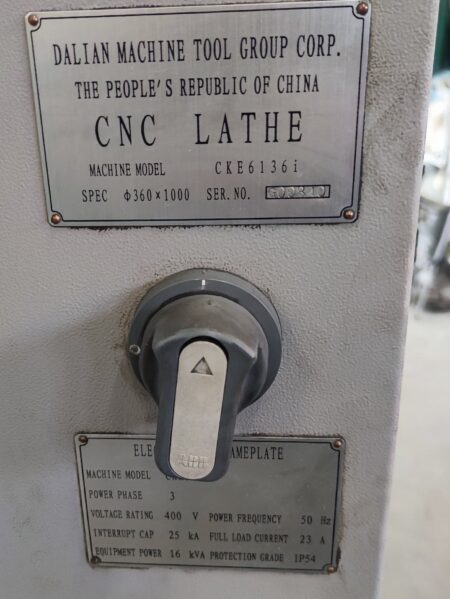 DALIAN MACHINE TOOL GROUP CORP.
THE PEOPLE'S REPUBLIC OF CHINA
CNC LATHE
MACHINE MODEL CKE6136i
SPEC Φ360×1000 SER. NO.
ABB
MACHINE MODEL
POWER PHASE 3
VOLTAGE RATING 400 V POWER FREQUENCY 50 Hz
INTERRUPT CAP 25 kA FULL LOAD CURRENT 23 A
EQUIPMENT POWER 16 kVA PROTECTION GRADE IP54